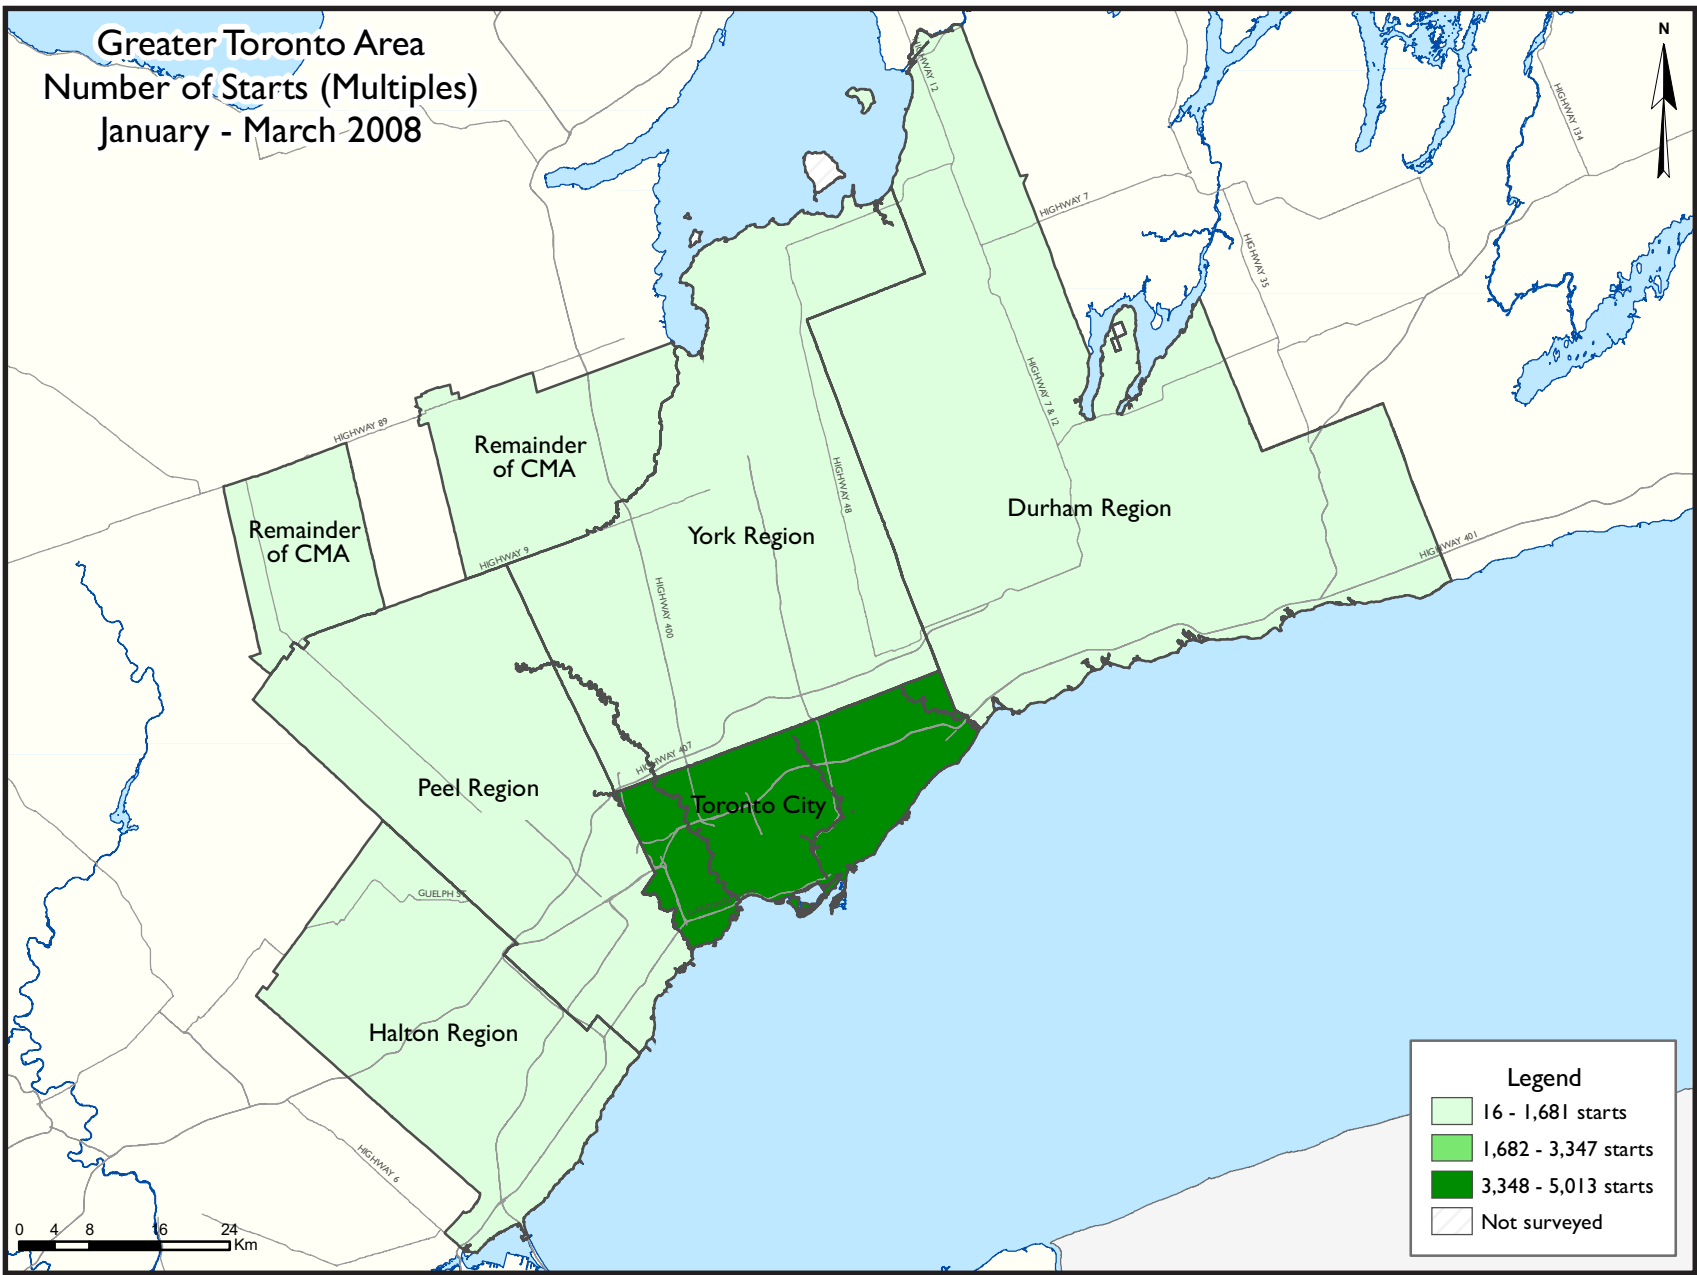 Greater Toronto Area
Number of Starts (Multiples)
January - March 2008
N
HIGHWAY 12
HIGHWAY 134
HIGHWAY 7
HIGHWAY 35
HIGHWAY 89
HIGHWAY 7 & 12
Remainder
of CMA
HIGHWAY 48
Durham Region
Remainder
of CMA
York Region
HIGHWAY 9
HIGHWAY 401
HIGHWAY 400
HIGHWAY 407
Peel Region
Toronto City
GUELPH ST
Halton Region
HIGHWAY 6
Legend
16 - 1,681 starts
1,682 - 3,347 starts
3,348 - 5,013 starts
Not surveyed
0 4 8 16 24
Km